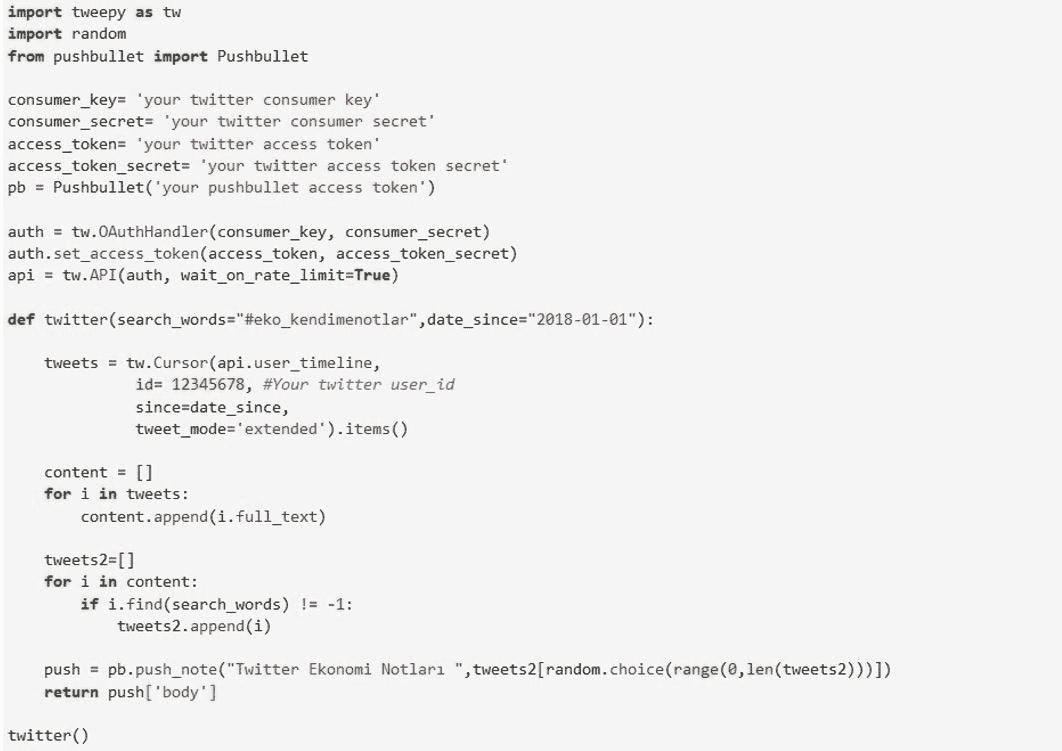 import tweepy as tw
import random
from pushbullet import Pushbullet

consumer_key= 'your twitter consumer key'
consumer_secret= 'your twitter consumer secret'
access_token= 'your twitter access token'
access_token_secret= 'your twitter access token secret'
pb = Pushbullet('your pushbullet access token')

auth = tw.OAuthHandler(consumer_key, consumer_secret)
auth.set_access_token(access_token, access_token_secret)
api = tw.API(auth, wait_on_rate_limit=True)

def twitter(search_words="#eko_kendimenotlar",date_since="2018-01-01"):

    tweets = tw.Cursor(api.user_timeline,
              id= 12345678, #Your twitter user_id
              since=date_since,
              tweet_mode='extended').items()

    content = []
    for i in tweets:
        content.append(i.full_text)

    tweets2=[]
    for i in content:
        if i.find(search_words) != -1:
            tweets2.append(i)

    push = pb.push_note("Twitter Ekonomi Notları ",tweets2[random.choice(range(0,len(tweets2)))])
    return push['body']

twitter()